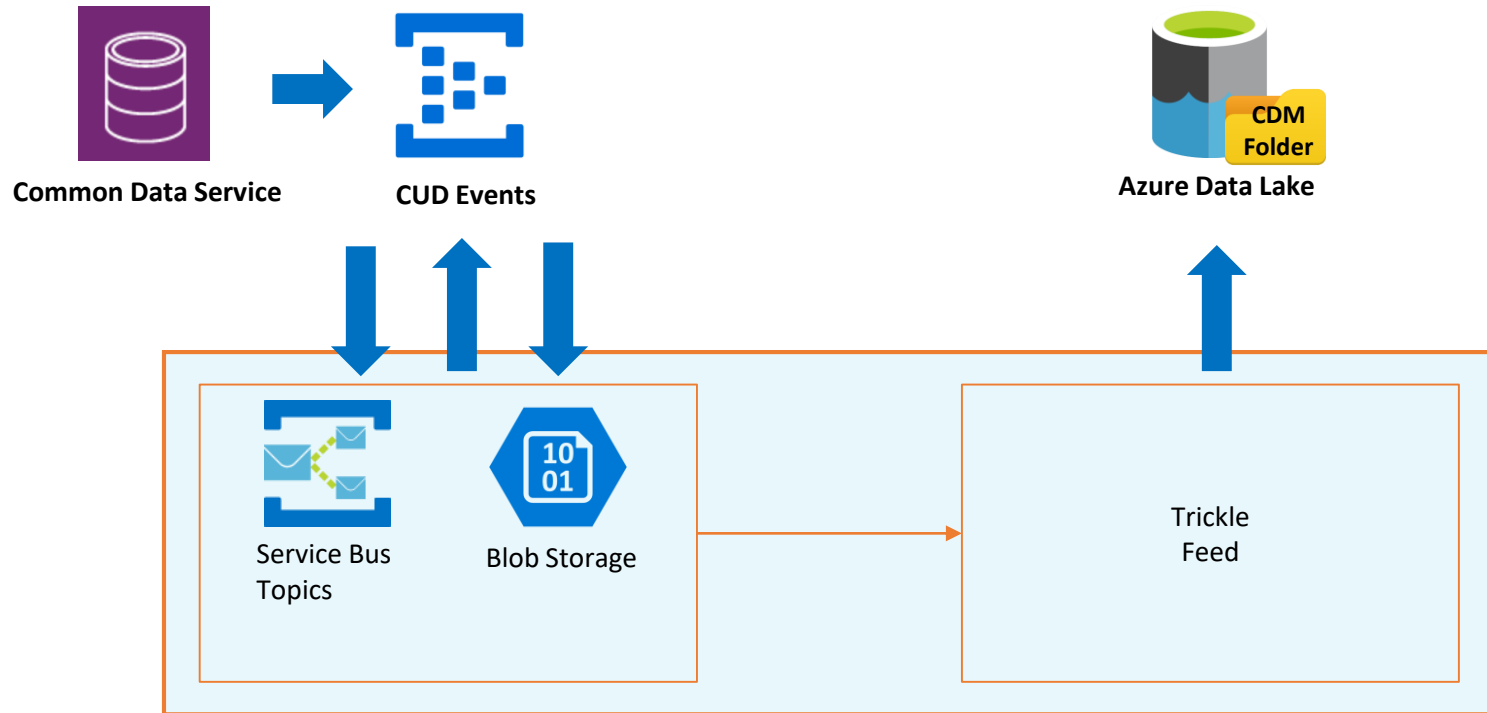 CDM
Folder
Common Data Service
CUD Events
Azure Data Lake
10
01
Service Bus
Topics
Blob Storage
Trickle
Feed